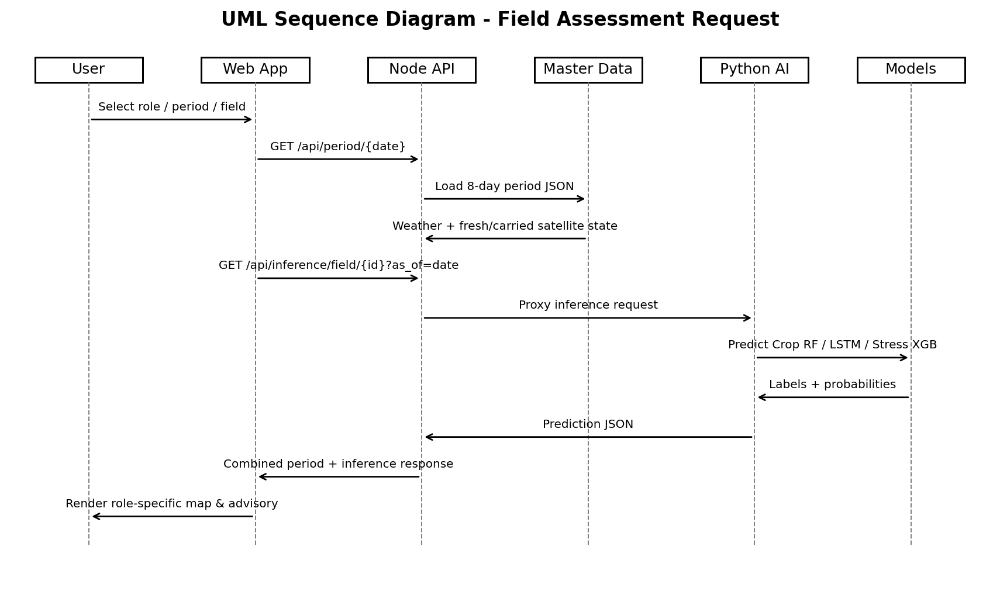 UML Sequence Diagram - Field Assessment Request
User
Web App
Node API
Master Data
Python AI
Models
Select role / period / field
GET /api/period/{date}
Load 8-day period JSON
Weather + fresh/carried satellite state
GET /api/inference/field/{id}?as_of=date
Proxy inference request
Predict Crop RF / LSTM / Stress XGB
Labels + probabilities
Prediction JSON
Combined period + inference response
Render role-specific map & advisory